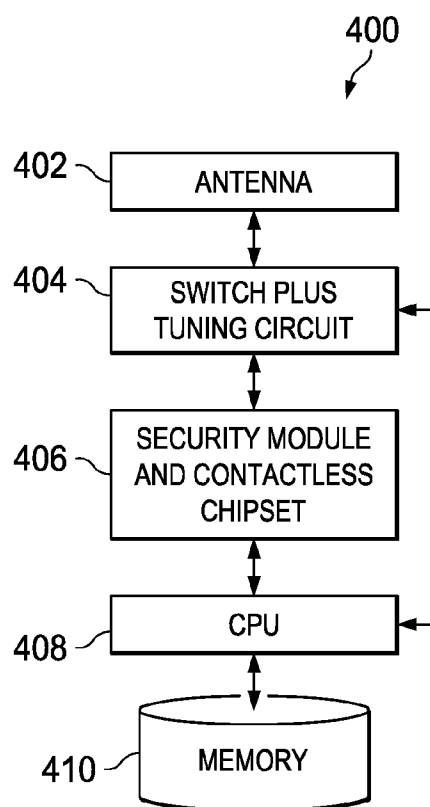 400
402
ANTENNA
404
SWITCH PLUS
TUNING CIRCUIT
406
SECURITY MODULE
AND CONTACTLESS
CHIPSET
408
CPU
410
MEMORY